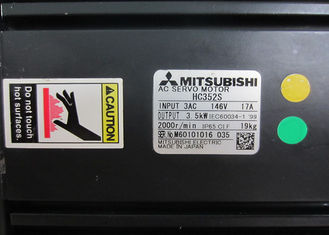 CAUTION
Do not touch
hot surfaces.
MITSUBISHI
AC SERVO MOTOR
HC352S
INPUT 3AC 146V 17A
OUTPUT 3.5kW IEC60034-1 '99
2000r/min IP65 Cl.F 19kg
M60101016 035
MITSUBISHI ELECTRIC
MADE IN JAPAN